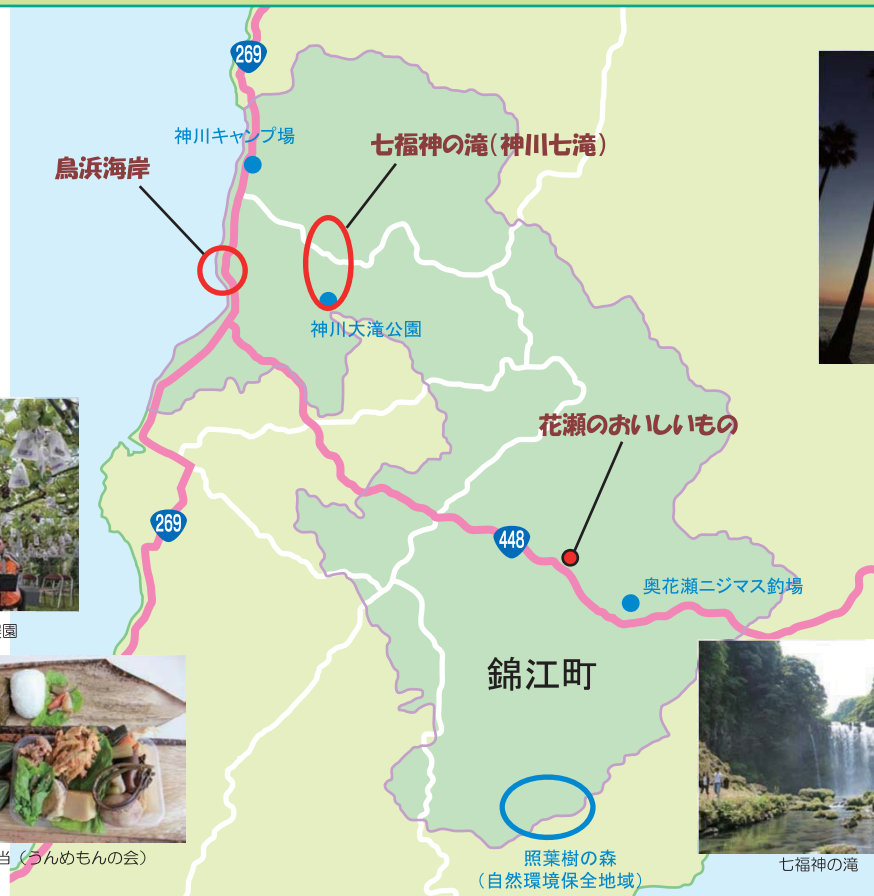 269
神川キャンプ場
七福神の滝（神川七滝）
鳥浜海岸
神川大滝公園
花瀬のおいしいもの
269
448
奥花瀬ニジマス釣場
園
錦江町
当（うんめもんの会）
照葉樹の森
（自然環境保全地域）
七福神の滝